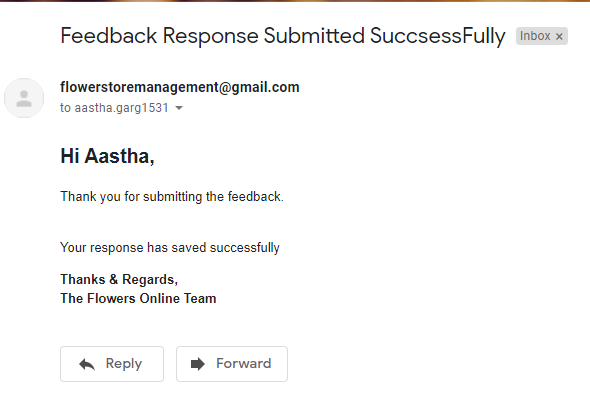 Feedback Response Submitted SuccsessFully Inbox x
flowerstoremanagement@gmail.com
to aastha.garg1531
Hi Aastha,
Thank you for submitting the feedback.
Your response has saved successfully
Thanks & Regards,
The Flowers Online Team
Reply Forward